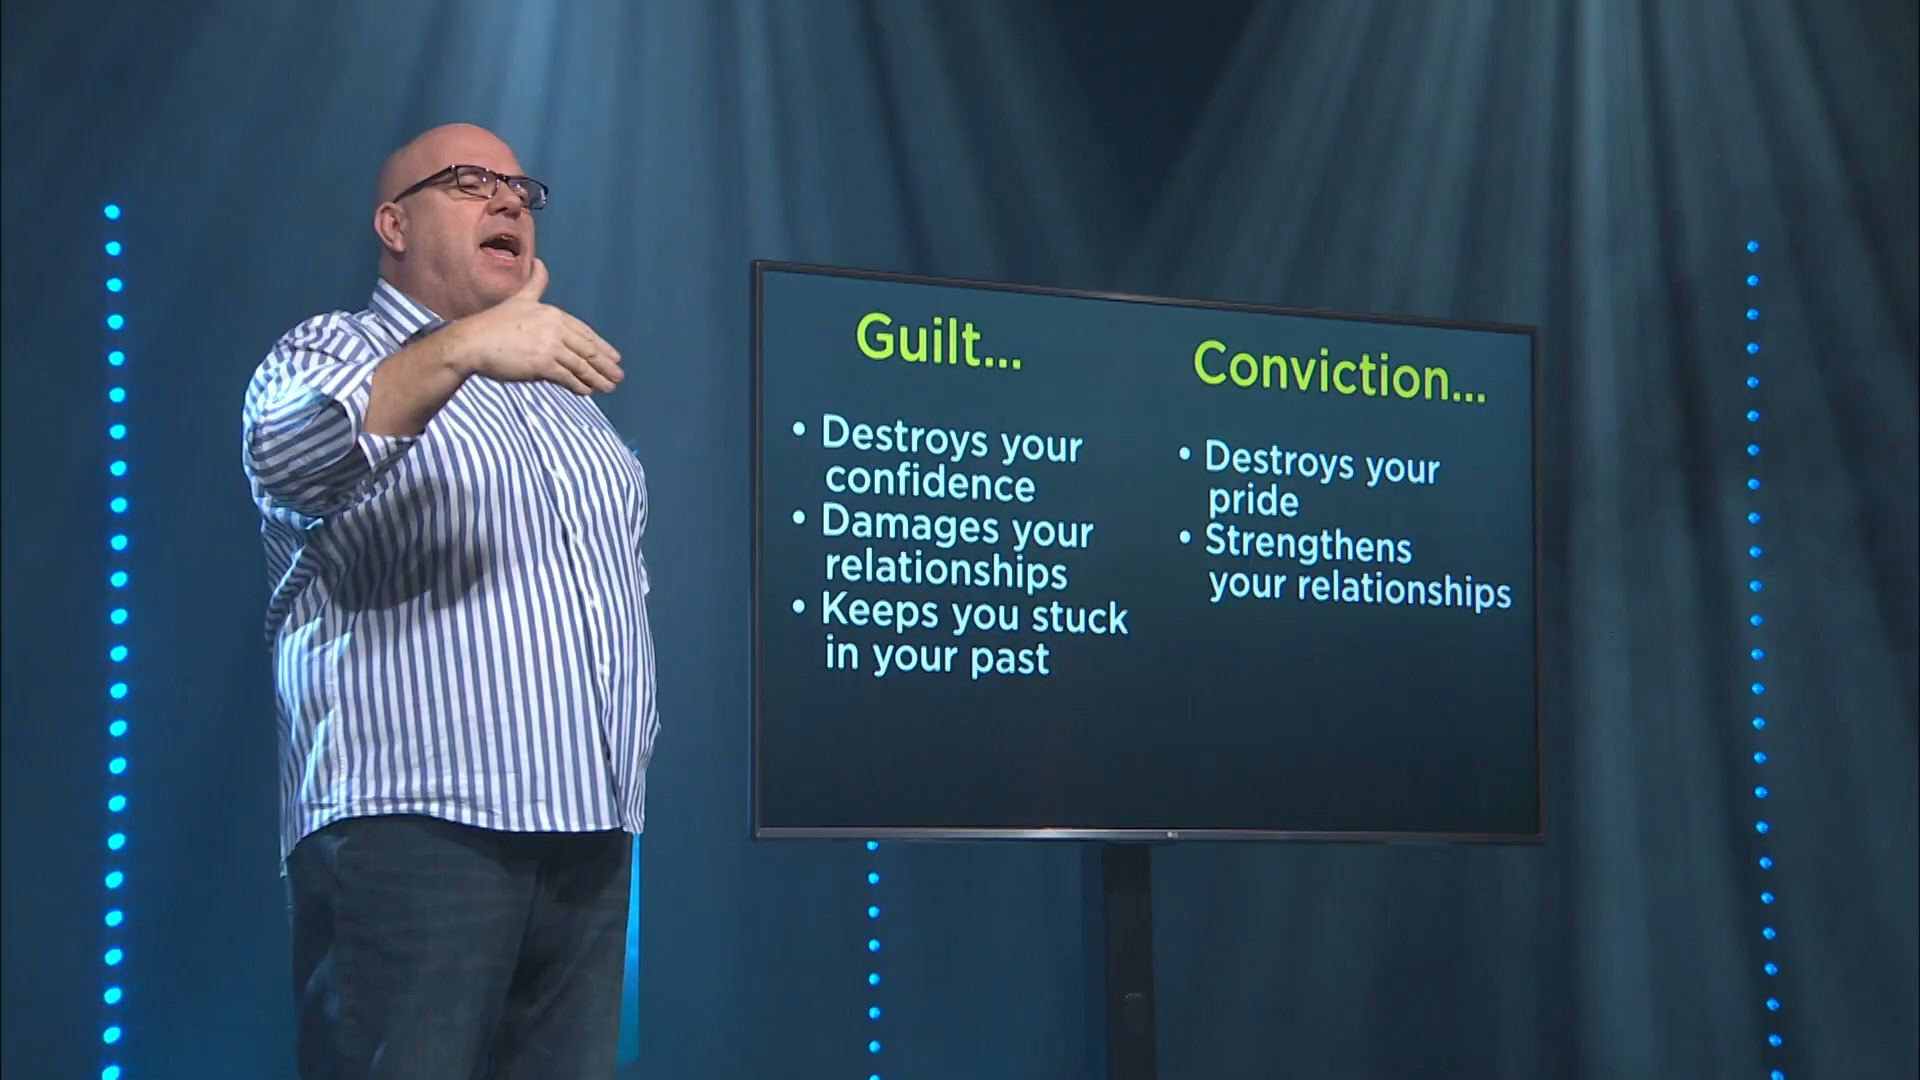 Guilt...
• Destroys your
confidence
• Damages your
relationships
• Keeps you stuck
in your past
Conviction...
• Destroys your
pride
• Strengthens
your relationships